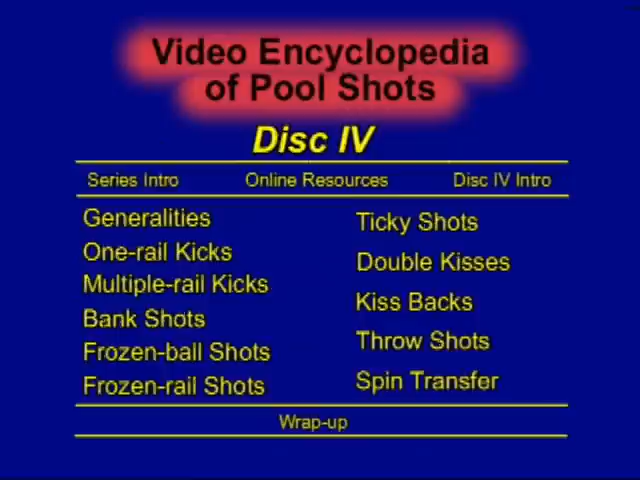 Video Encyclopedia
of Pool Shots
Disc IV
Series Intro Online Resources Disc IV Intro
Generalities
One-rail Kicks
Multiple-rail Kicks
Bank Shots
Frozen-ball Shots
Frozen-rail Shots
Ticky Shots
Double Kisses
Kiss Backs
Throw Shots
Spin Transfer
Wrap-up